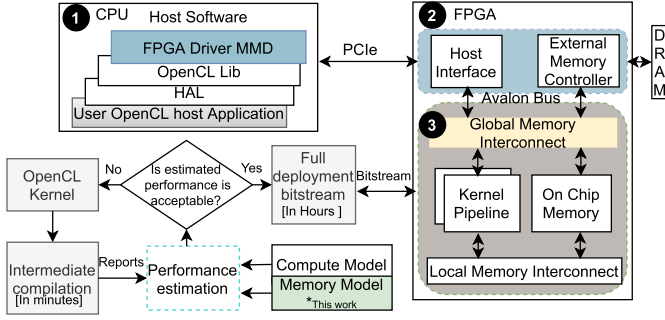 1 CPU
Host Software
FPGA Driver MMD
OpenCL Lib
HAL
User OpenCL host Application
PCIe
2 FPGA
Host
Interface
External
Memory
Controller
D
R
A
M
Avalon Bus
3
Global Memory
Interconnect
Kernel
Pipeline
On Chip
Memory
Local Memory Interconnect
OpenCL
Kernel
No
Is estimated
performance is
acceptable?
Yes
Full
deployment
bitstream
[In Hours ]
Bitstream
Intermediate
compilation
[In minutes]
Reports
Performance
estimation
Compute Model
Memory Model
*This work